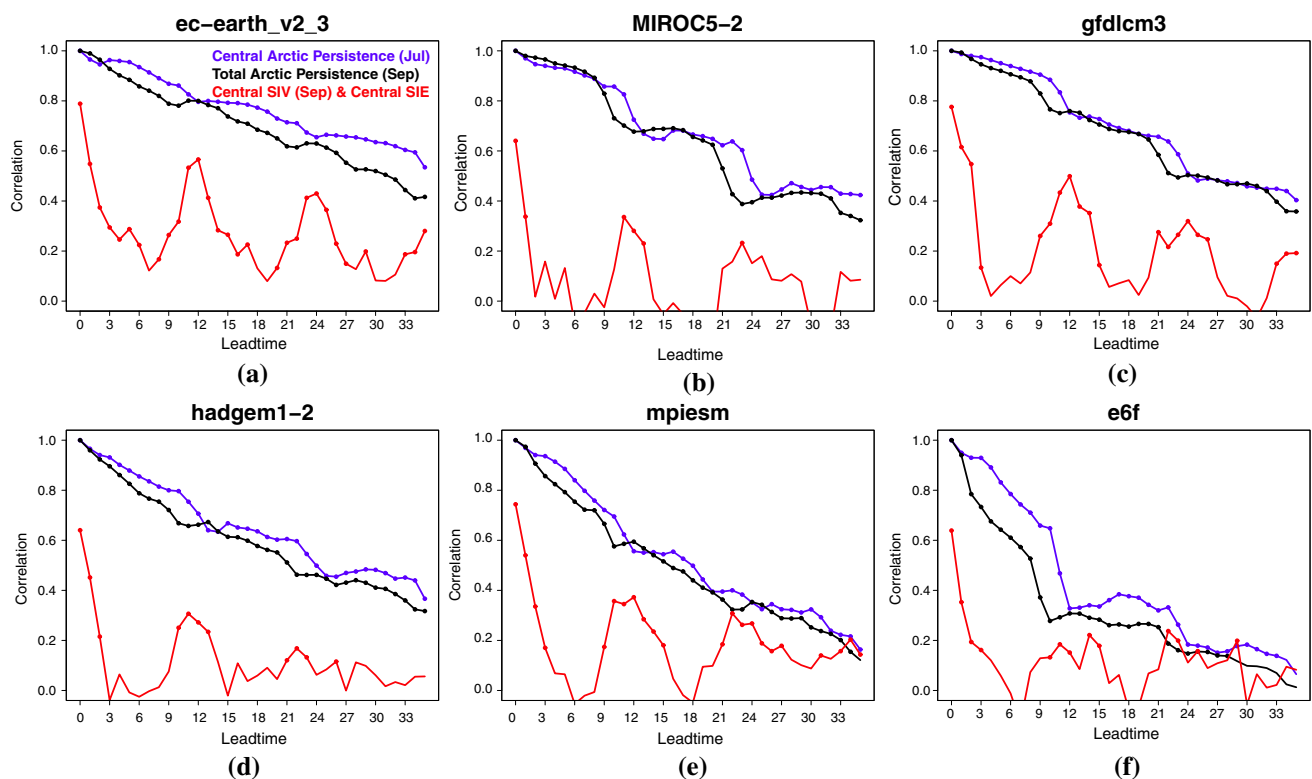 ec-earth_v2_3
MIROC5-2
gfdlcm3
Central Arctic Persistence (Jul)
Total Arctic Persistence (Sep)
Central SIV (Sep) & Central SIE
Correlation
1.0
0.8
0.6
0.4
0.2
0.0
0 3 6 9 12 15 18 21 24 27 30 33
Leadtime
(a)
Correlation
1.0
0.8
0.6
0.4
0.2
0.0
0 3 6 9 12 15 18 21 24 27 30 33
Leadtime
(b)
Correlation
1.0
0.8
0.6
0.4
0.2
0.0
0 3 6 9 12 15 18 21 24 27 30 33
Leadtime
(c)
hadgem1-2
mpiesm
e6f
Correlation
1.0
0.8
0.6
0.4
0.2
0.0
0 3 6 9 12 15 18 21 24 27 30 33
Leadtime
(d)
Correlation
1.0
0.8
0.6
0.4
0.2
0.0
0 3 6 9 12 15 18 21 24 27 30 33
Leadtime
(e)
Correlation
1.0
0.8
0.6
0.4
0.2
0.0
0 3 6 9 12 15 18 21 24 27 30 33
Leadtime
(f)